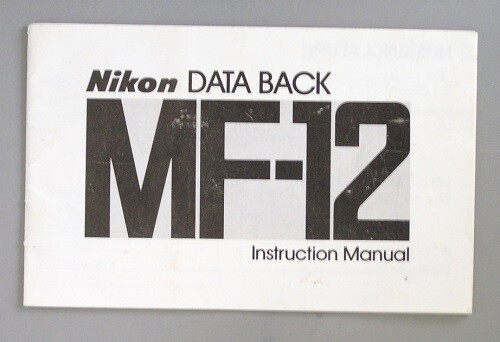 Nikon DATA BACK
MF-12
Instruction Manual